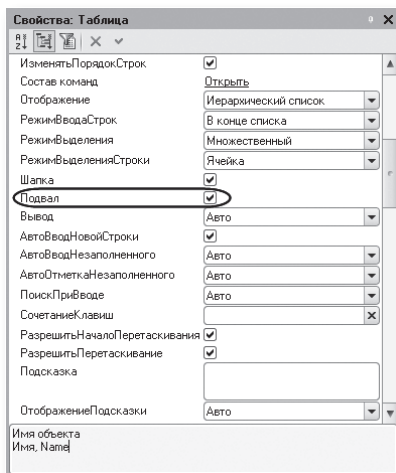 Свойства: Таблица
ИзменятьПорядокСтрок
Состав команд Открыть
Отображение Иерархический список
РежимВводаСтрок В конце списка
РежимВыделения Множественный
РежимВыделенияСтроки Ячейка
Шапка
Подвал
Вывод Авто
АвтоВводНовойСтроки
АвтоВводНезаполненного Авто
АвтоОтметкаНезаполненного Авто
ПоискПриВводе Авто
СочетаниеКлавиш
РазрешитьНачалоПеретаскивания
РазрешитьПеретаскивание
Подсказка
ОтображениеПодсказки Авто
Имя объекта
Имя, Name